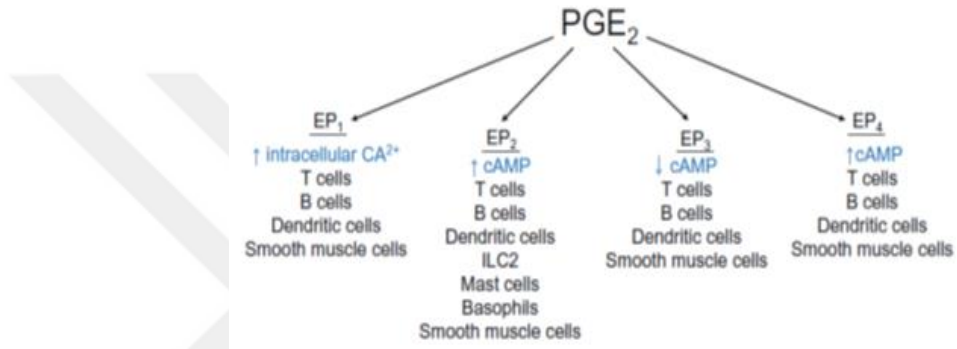 PGE₂
EP₁
↑ intracellular CA²⁺
T cells
B cells
Dendritic cells
Smooth muscle cells
EP₂
↑ cAMP
T cells
B cells
Dendritic cells
ILC2
Mast cells
Basophils
Smooth muscle cells
EP₃
↓ cAMP
T cells
B cells
Dendritic cells
Smooth muscle cells
EP₄
↑cAMP
T cells
B cells
Dendritic cells
Smooth muscle cells